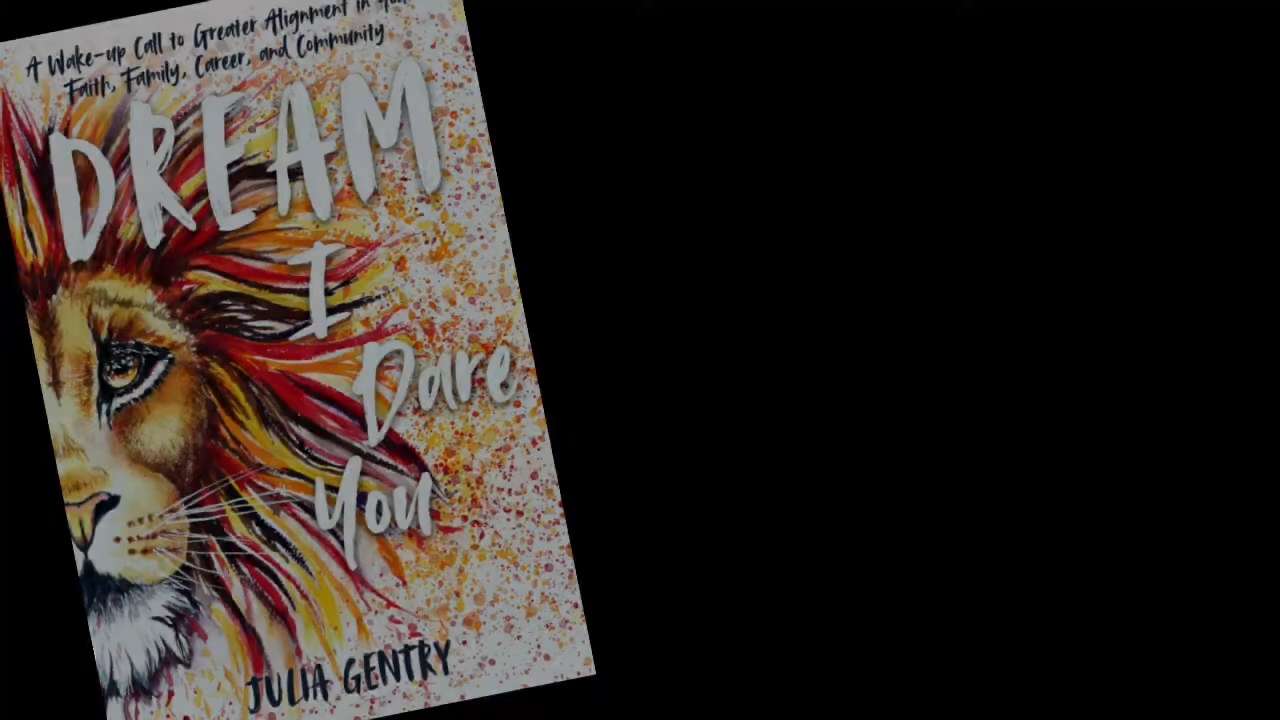 A Wake-up Call to Greater Alignment in
Faith, Family, Career, and Community
DREAM
I
Dare
You
JULIA GENTRY